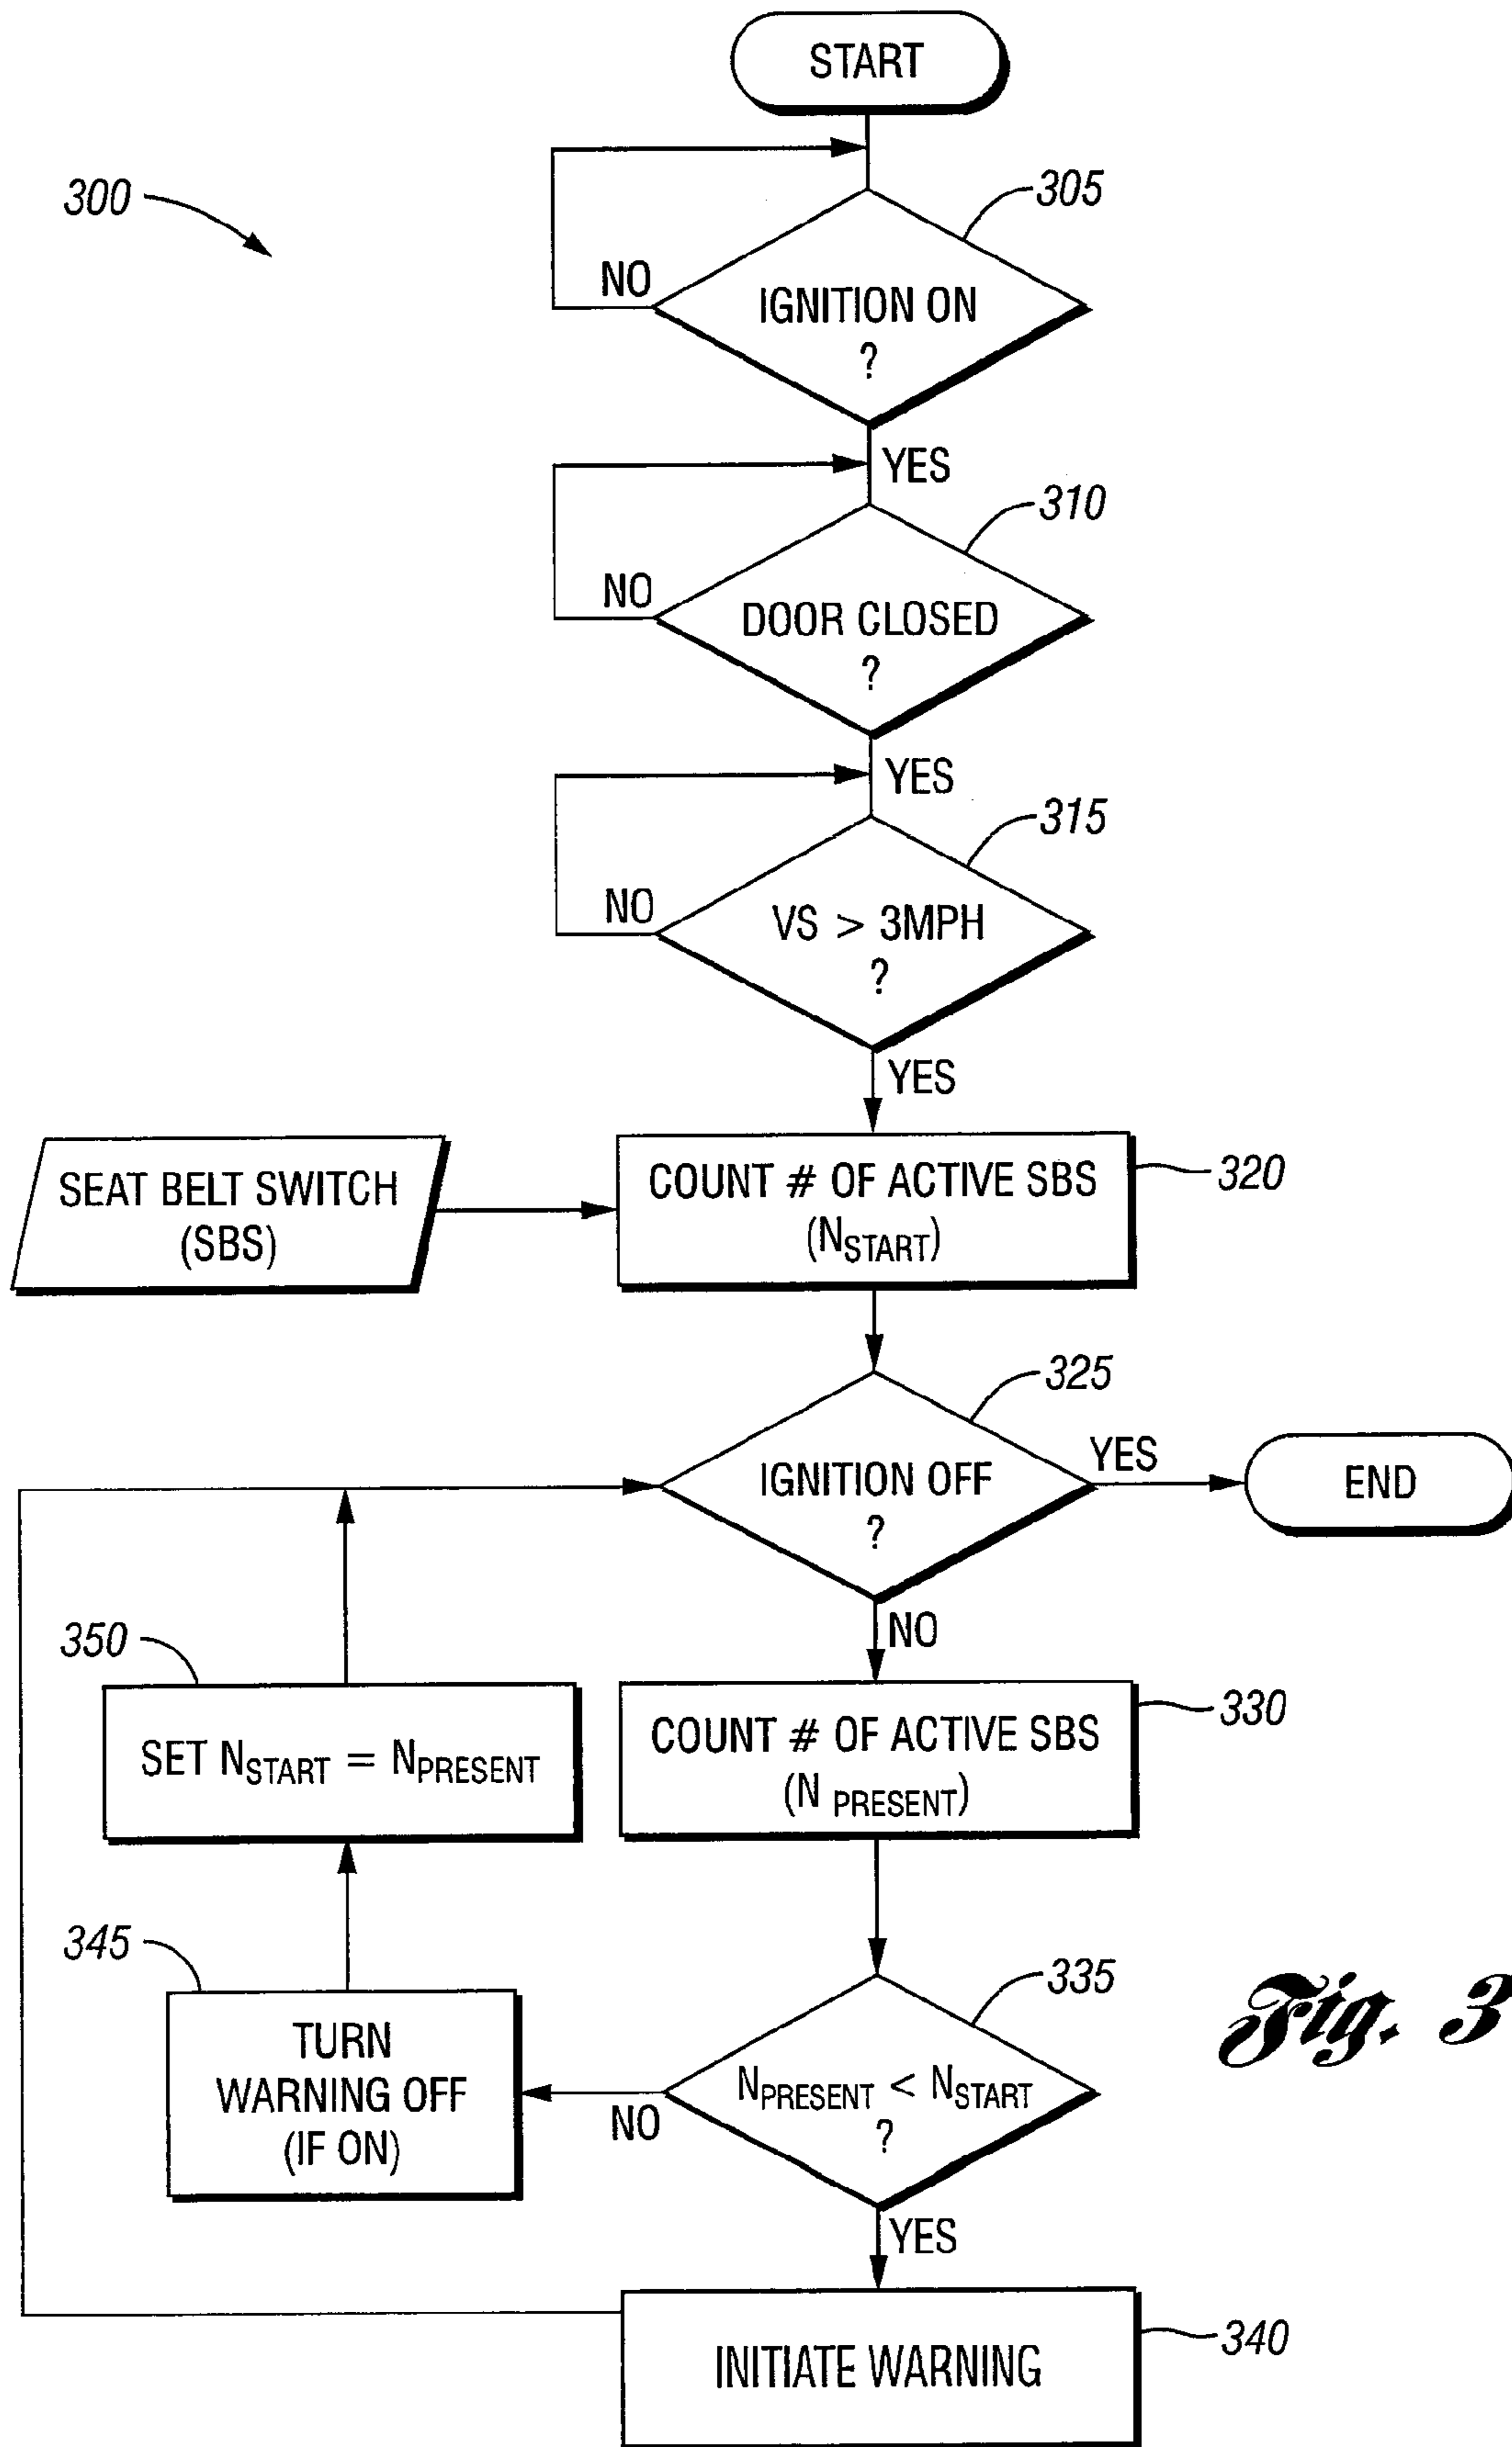 START
300
305
NO
IGNITION ON
?
YES
310
NO
DOOR CLOSED
?
YES
315
NO
VS > 3MPH
?
YES
SEAT BELT SWITCH
(SBS)
COUNT # OF ACTIVE SBS
(NSTART)
320
325
IGNITION OFF
?
YES
END
NO
350
SET NSTART = NPRESENT
COUNT # OF ACTIVE SBS
(N PRESENT)
330
345
TURN
WARNING OFF
(IF ON)
335
NPRESENT < NSTART
?
NO
YES
Fig. 3
INITIATE WARNING
340